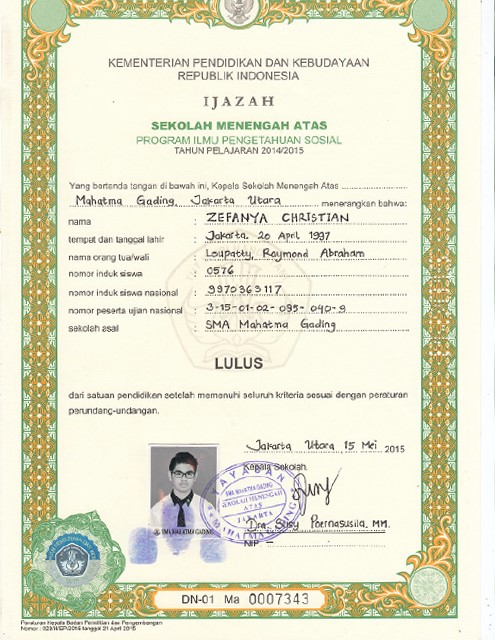 KEMENTERIAN PENDIDIKAN DAN KEBUDAYAAN
REPUBLIK INDONESIA
IJAZAH
SEKOLAH MENENGAH ATAS
PROGRAM ILMU PENGETAHUAN SOSIAL
TAHUN PELAJARAN 2014/2015
Yang bertanda tangan di bawah ini, Kepala Sekolah Menengah Atas
Mahatma Gading, Jakarta Utara menerangkan bahwa:
nama : ZEFANYA CHRISTIAN
tempat dan tanggal lahir : Jakarta, 20 April 1997
nama orang tua/wali : Loupatty, Raymond Abraham
nomor induk siswa : 0576
nomor induk siswa nasional : 9970363117
nomor peserta ujian nasional : 3-15-01-02-095-040-9
sekolah asal : SMA Mahatma Gading
LULUS
dari satuan pendidikan setelah memenuhi seluruh kriteria sesuai dengan peraturan
perundang-undangan.
Jakarta Utara, 15 Mei 2015
Kepala Sekolah,
YAYASAN
SMA MAHATMA GADING
SEKOLAH MENENGAH
ATAS
JAKARTA
MAHATMA GADING
SMA MAHATMA GADING
Dra. Susy Poernasusila, MM.
NIP -
DN-01 Ma 0007343
Peraturan Kepala Badan Penelitian dan Pengembangan
Nomor : 023/H/EP/2015 tanggal 21 April 2015